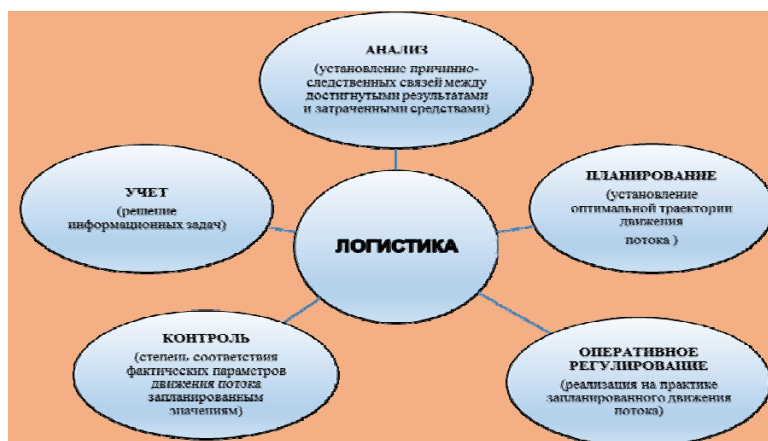 АНАЛИЗ
(установление причинно-
следственных связей между
достигнутыми результатами
и затраченными средствами)
УЧЕТ
(решение
информационных задач)
ПЛАНИРОВАНИЕ
(установление
оптимальной траектории
движения
потока )
ЛОГИСТИКА
КОНТРОЛЬ
(степень соответствия
фактических параметров
движения потока
запланированным
значениям)
ОПЕРАТИВНОЕ
РЕГУЛИРОВАНИЕ
(реализация на практике
запланированного движения
потока)